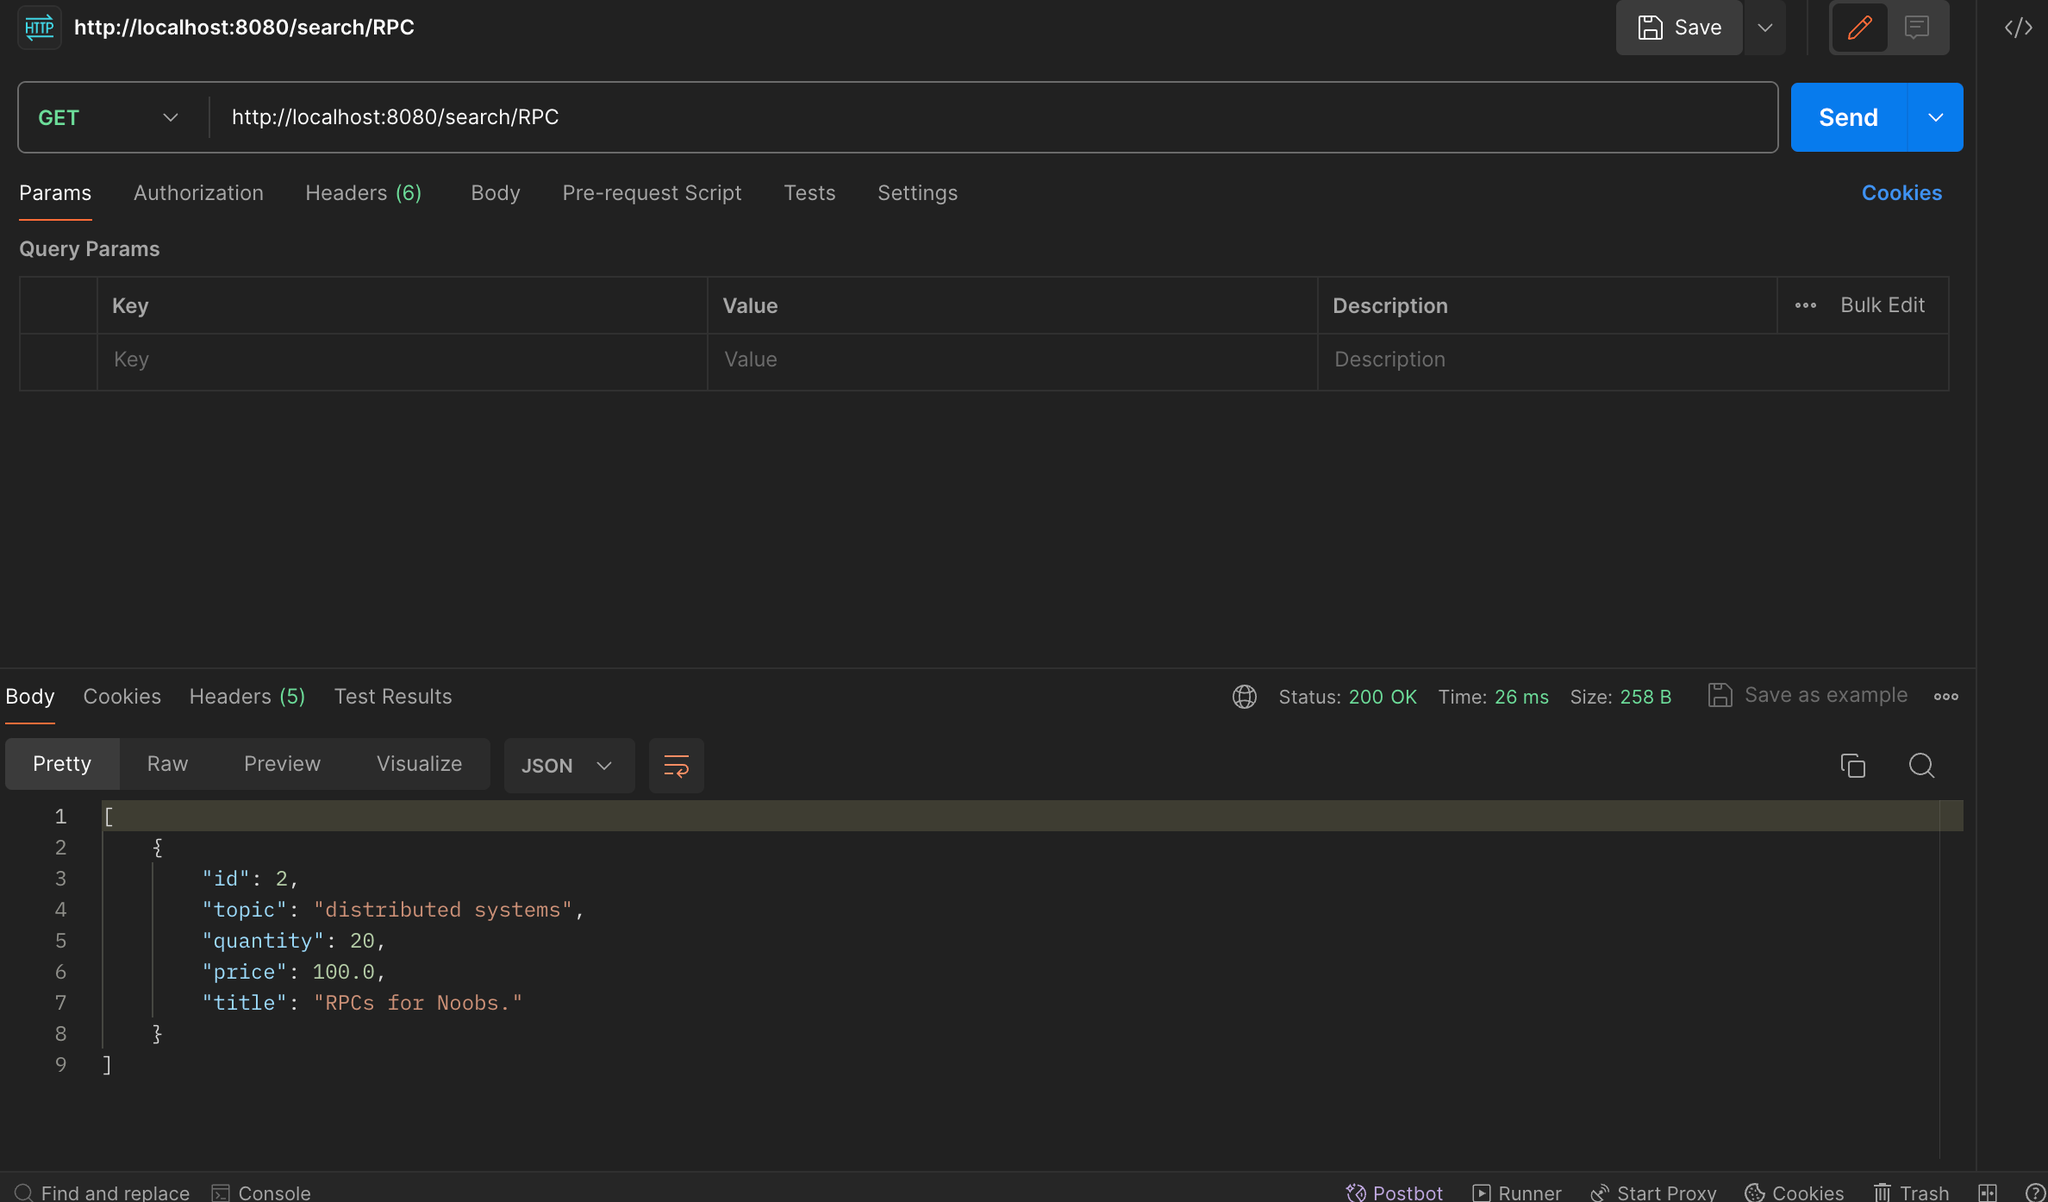 HTTP http://localhost:8080/search/RPC Save
GET http://localhost:8080/search/RPC Send
Params Authorization Headers (6) Body Pre-request Script Tests Settings Cookies
Query Params
Key Value Description Bulk Edit
Key Value Description
Body Cookies Headers (5) Test Results Status: 200 OK Time: 26 ms Size: 258 B Save as example
Pretty Raw Preview Visualize JSON
1 [
2 {
3 "id": 2,
4 "topic": "distributed systems",
5 "quantity": 20,
6 "price": 100.0,
7 "title": "RPCs for Noobs."
8 }
9 ]
Find and replace Console Postbot Runner Start Proxy Cookies Trash